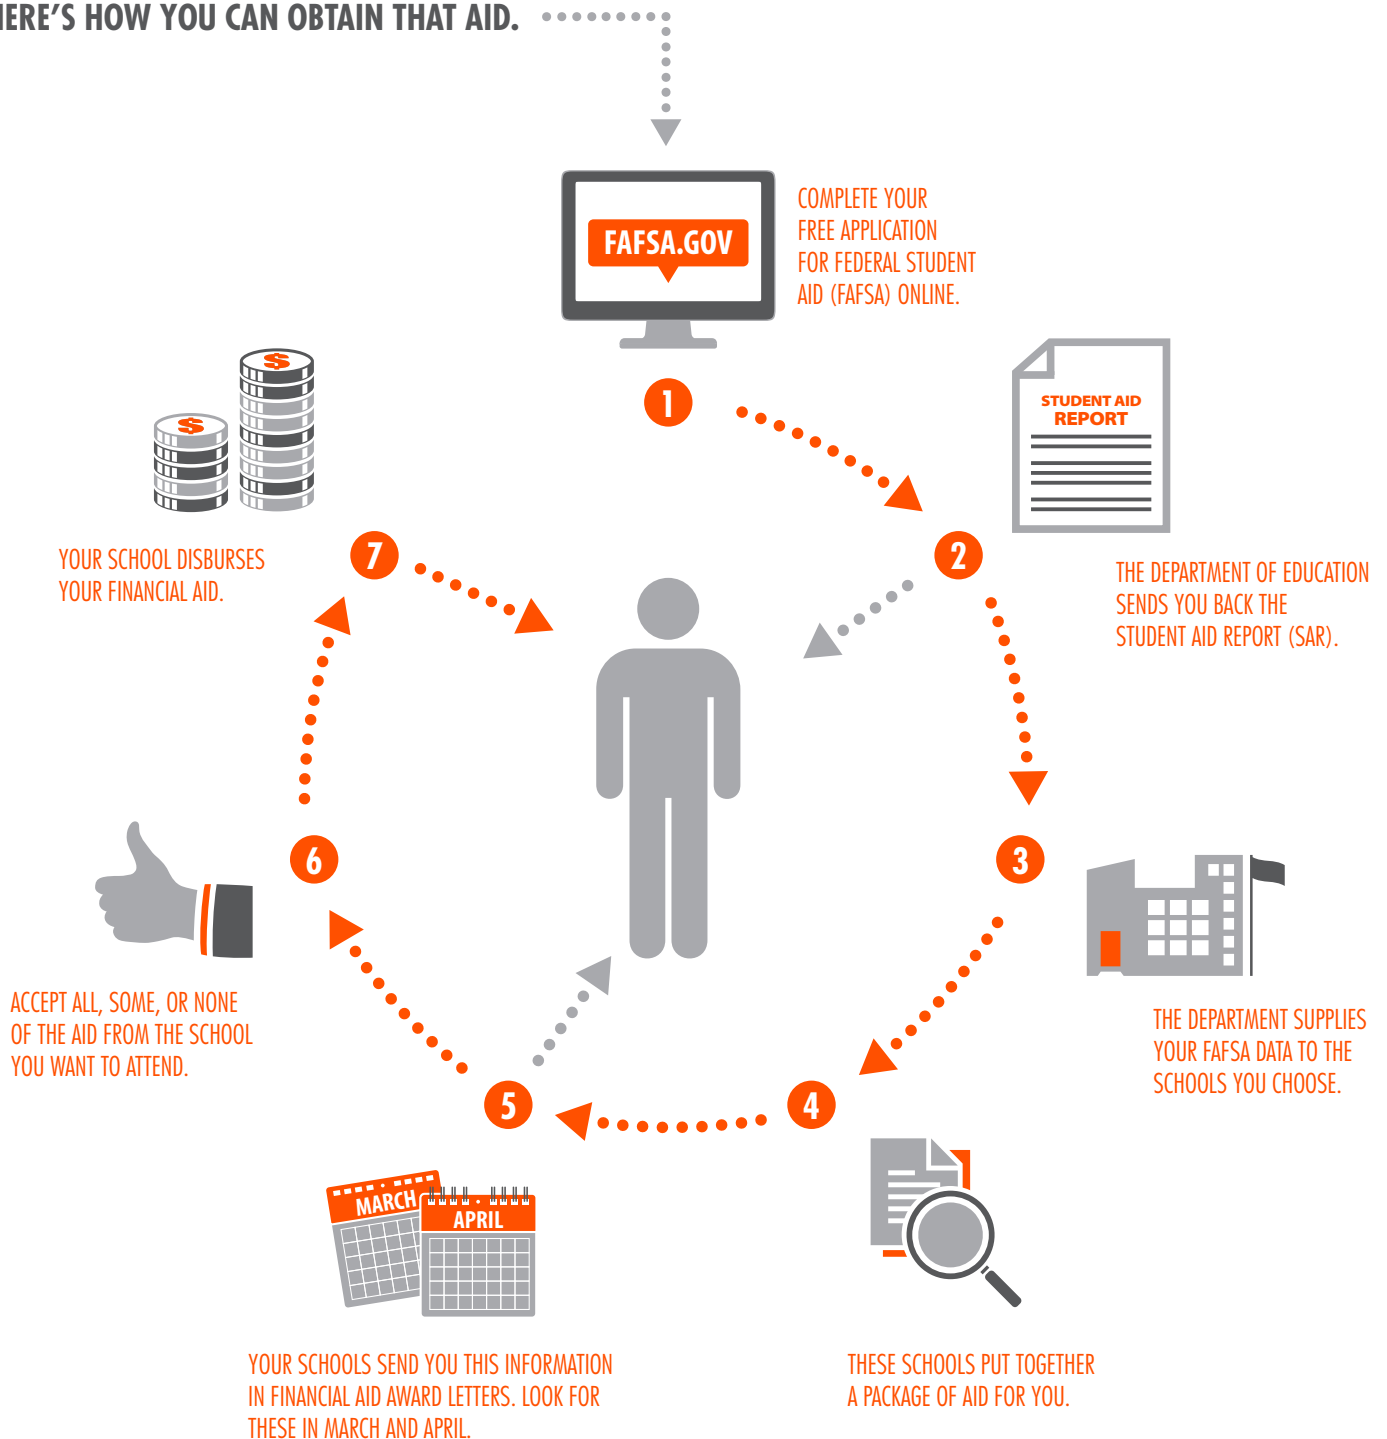 HERE'S HOW YOU CAN OBTAIN THAT AID.
FAFSA.GOV
COMPLETE YOUR
FREE APPLICATION
FOR FEDERAL STUDENT
AID (FAFSA) ONLINE.
1
STUDENT AID
REPORT
2
THE DEPARTMENT OF EDUCATION
SENDS YOU BACK THE
STUDENT AID REPORT (SAR).
3
THE DEPARTMENT SUPPLIES
YOUR FAFSA DATA TO THE
SCHOOLS YOU CHOOSE.
4
THESE SCHOOLS PUT TOGETHER
A PACKAGE OF AID FOR YOU.
5
MARCH
APRIL
YOUR SCHOOLS SEND YOU THIS INFORMATION
IN FINANCIAL AID AWARD LETTERS. LOOK FOR
THESE IN MARCH AND APRIL.
6
ACCEPT ALL, SOME, OR NONE
OF THE AID FROM THE SCHOOL
YOU WANT TO ATTEND.
7
$
$
YOUR SCHOOL DISBURSES
YOUR FINANCIAL AID.